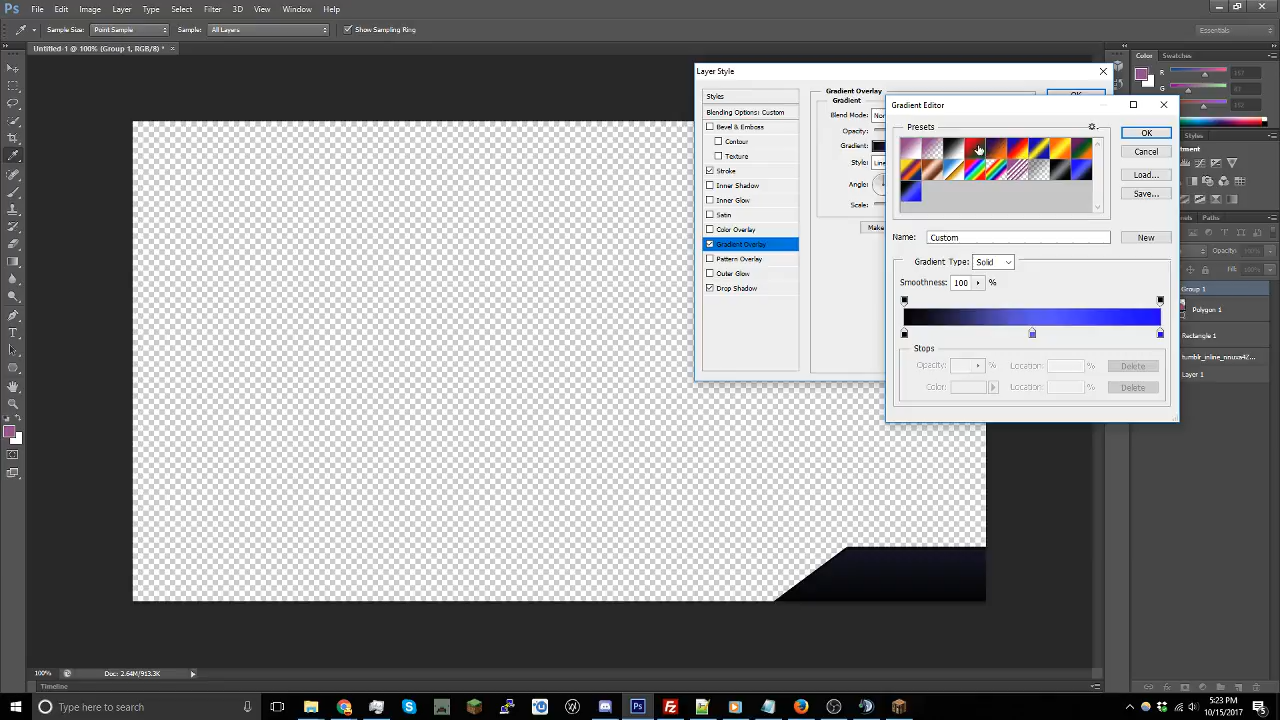 Ps File Edit Image Layer Type Select Filter 3D View Window Help
Sample Size: Point Sample Sample: All Layers Show Sampling Ring Essentials
Untitled-1 @ 100% (Group 1, RGB/8) * ×
Color Swatches
R
G
B
Styles
Paths
Opacity:
Fill:
Group 1
Polygon 1
Rectangle 1
tumblr_inline_nnuxa4Z...
Layer 1
Layer Style
Styles
Blending Options: Custom
Bevel & Emboss
Contour
Texture
Stroke
Inner Shadow
Inner Glow
Satin
Color Overlay
Gradient Overlay
Pattern Overlay
Outer Glow
Drop Shadow
Gradient Overlay
Gradient
Blend Mode:
Opacity:
Gradient:
Style:
Angle:
Scale:
Gradient Editor
Presets
OK
Cancel
Load...
Save...
Name: Custom New
Gradient Type: Solid
Smoothness: 100 %
Stops
Opacity: % Location: % Delete
Color: Location: % Delete
100% Doc: 2.64M/913.3K
Timeline
Type here to search
5:23 PM
10/15/2017